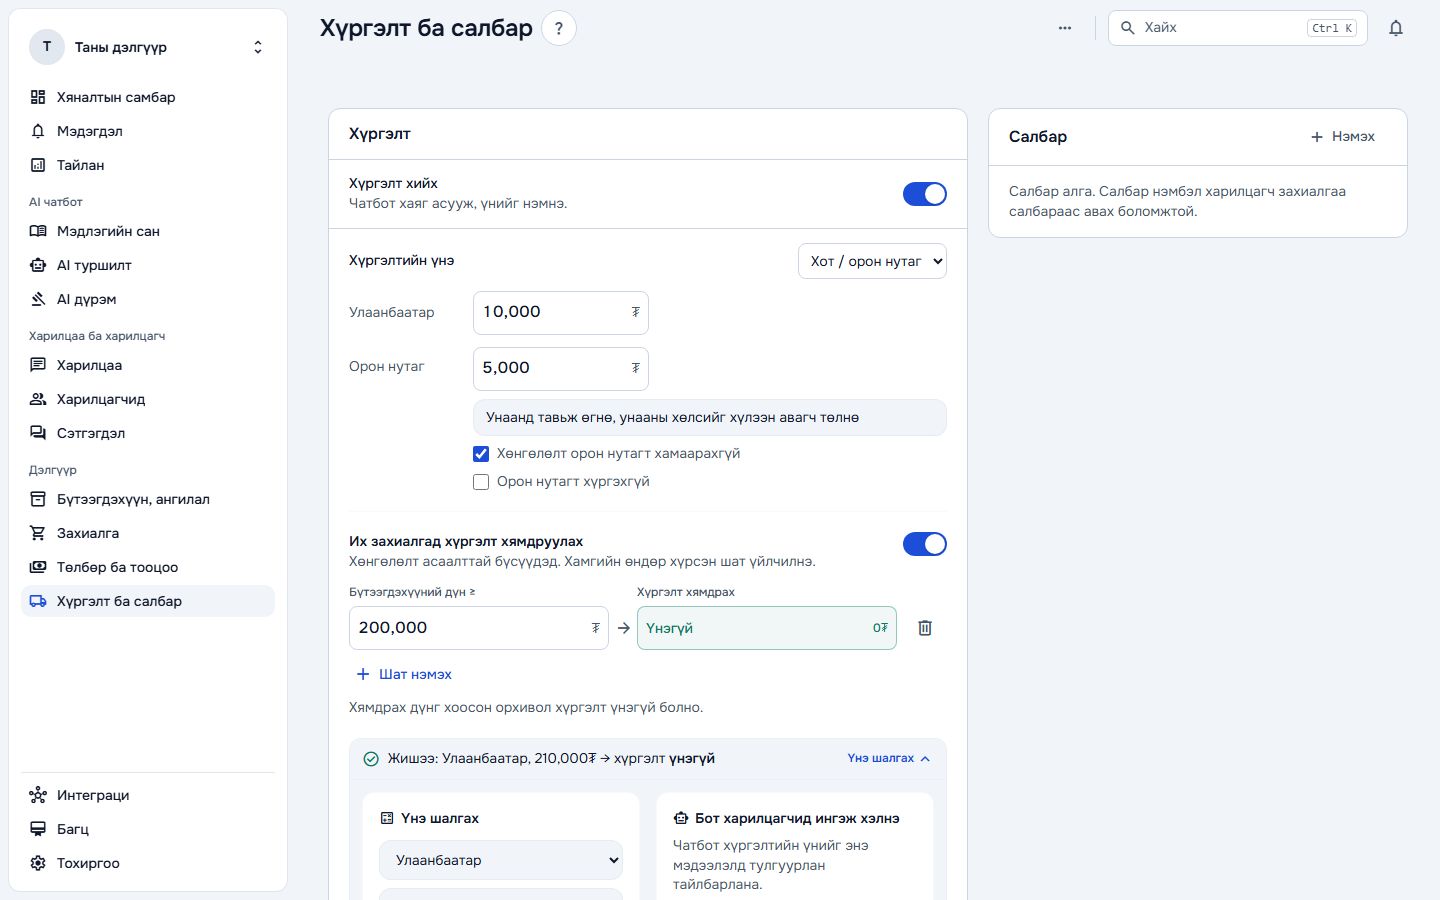 Т Таны дэлгүүр
Хяналтын самбар
Мэдэгдэл
Тайлан
AI чатбот
Мэдлэгийн сан
AI туршилт
AI дүрэм
Харилцаа ба харилцагч
Харилцаа
Харилцагчид
Сэтгэгдэл
Дэлгүүр
Бүтээгдэхүүн, ангилал
Захиалга
Төлбөр ба тооцоо
Хүргэлт ба салбар
Интеграци
Багц
Тохиргоо
Хүргэлт ба салбар ?
Хайх Ctrl K
Хүргэлт
Хүргэлт хийх
Чатбот хаяг асууж, үнийг нэмнэ.
Хүргэлтийн үнэ Хот / орон нутаг
Улаанбаатар 10,000 ₮
Орон нутаг 5,000 ₮
Унаанд тавьж өгнө, унааны хөлсийг хүлээн авагч төлнө
Хөнгөлөлт орон нутагт хамаарахгүй
Орон нутагт хүргэхгүй
Их захиалгад хүргэлт хямдруулах
Хөнгөлөлт асаалттай бүсүүдэд. Хамгийн өндөр хүрсэн шат үйлчилнэ.
Бүтээгдэхүүний дүн ≥ Хүргэлт хямдрах
200,000 ₮ → Үнэгүй 0₮
+ Шат нэмэх
Хямдрах дүнг хоосон орхивол хүргэлт үнэгүй болно.
Жишээ: Улаанбаатар, 210,000₮ → хүргэлт үнэгүй Үнэ шалгах
Үнэ шалгах
Улаанбаатар
Бот харилцагчид ингэж хэлнэ
Чатбот хүргэлтийн үнийг энэ
мэдээлэлд тулгуурлан
тайлбарлана.
Салбар + Нэмэх
Салбар алга. Салбар нэмбэл харилцагч захиалгаа
салбараас авах боломжтой.